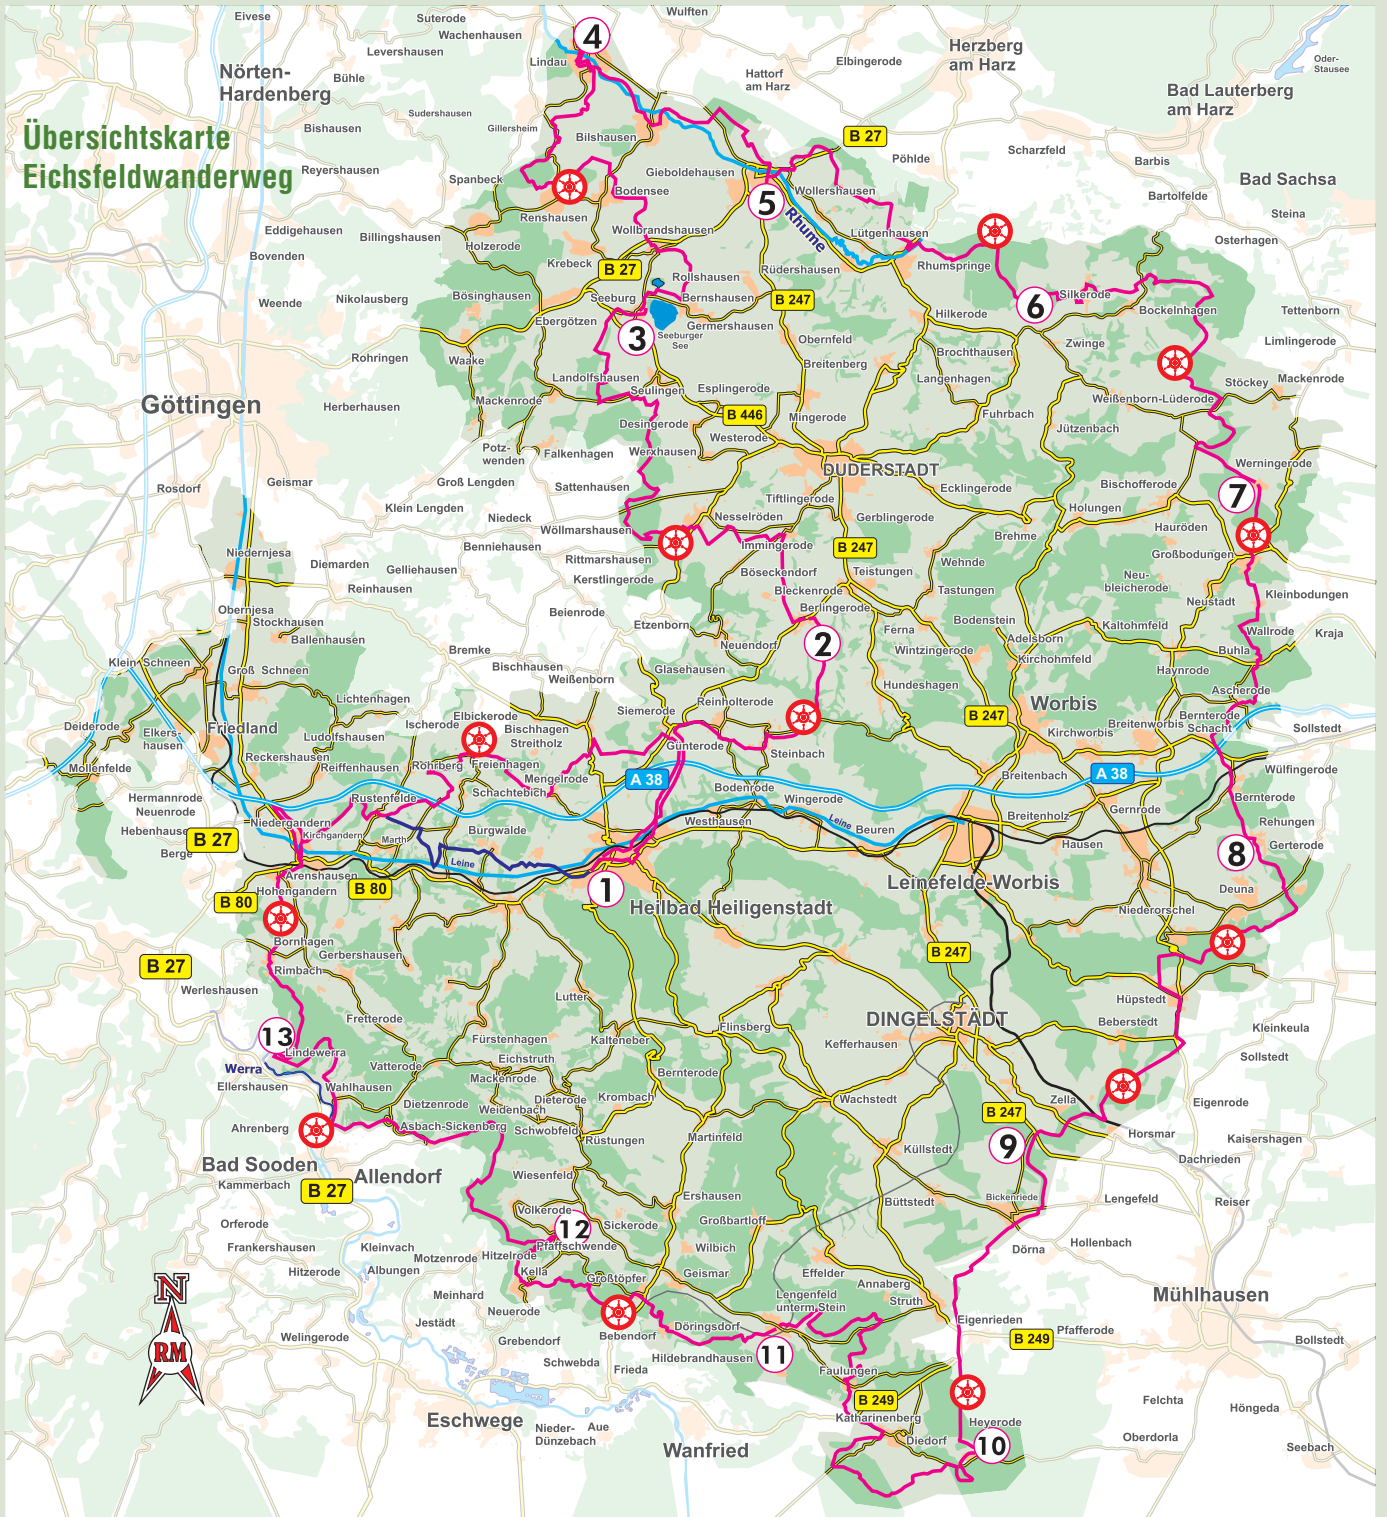 Übersichtskarte
Eichsfeldwanderweg
Eivese
Suterode
Wachenhausen
Levershausen
Wulften
4
Lindau
Hattorf
am Harz
Elbingerode
Herzberg
am Harz
Oder-
Stausee
Bad Lauterberg
am Harz
Nörten-
Hardenberg
Bühle
Sudershausen
Gillersheim
Bishausen
Reyershausen
Bilshausen
B 27
Pöhlde
Scharzfeld
Barbis
Bartolfelde
Bad Sachsa
Steina
Osterhagen
Spanbeck
Gieboldehausen
Bodensee
Wollershausen
5
Rhume
Renshausen
Eddigehausen
Billingshausen
Bovenden
Holzerode
Wollbrandshausen
Lütgenhausen
Rhumspringe
Krebeck
B 27
Rollshausen
Rüdershausen
Weende
Nikolausberg
Bösinghausen
Seeburg
Bernshausen
B 247
6
Silkerode
Bockelnhagen
Tettenborn
Ebergötzen
Germershausen
Hilkerode
3
Seeburger
See
Obernfeld
Zwinge
Limlingerode
Rohringen
Waake
Breitenberg
Brochthausen
Landolfshausen
Seulingen
Esplingerode
Langenhagen
Stöckey
Mackenrode
Göttingen
Herberhausen
Mackenrode
B 446
Mingerode
Fuhrbach
Weißenborn-Lüderode
Jützenbach
Desingerode
Westerode
Potz-
wenden
Falkenhagen
Werxhausen
DUDERSTADT
Werningerode
Rosdorf
Geismar
Groß Lengden
Sattenhausen
Tiftlingerode
Ecklingerode
Bischofferode
7
Klein Lengden
Niedeck
Nesselröden
Gerblingerode
Holungen
Wöllmarshausen
Brehme
Hauröden
Benniehausen
Immingerode
B 247
Großbodungen
Niedernjesa
Diemarden
Gelliehausen
Rittmarshausen
Wehnde
Kerstlingerode
Böseckendorf
Teistungen
Neu-
bleicherode
Reinhausen
Bleckenrode
Tastungen
Kleinbodungen
Obernjesa
Stockhausen
Beienrode
Berlingerode
Neustadt
Ballenhausen
Etzenborn
2
Ferna
Bodenstein
Kaltohmfeld
Wallrode
Kraja
Bremke
Neuendorf
Wintzingerode
Adelsborn
Buhla
Klein Schneen
Groß Schneen
Bischhausen
Weißenborn
Glasehausen
Kirchohmfeld
Haynrode
Hundeshagen
Ascherode
Lichtenhagen
Siemerode
Reinholterode
Worbis
Deiderode
Elkers-
hausen
Friedland
Ischerode
Elbickerode
Bischhagen
Streitholz
B 247
Bernterode
Schacht
Breitenworbis
Kirchworbis
Sollstedt
Ludolfshausen
Günterode
Steinbach
Reckershausen
Mollenfelde
Reiffenhausen
Röhrberg
Freienhagen
Mengelrode
A 38
Breitenbach
A 38
Wülfingerode
Schachtebich
Bodenrode
Wingerode
Hermannrode
Neuenrode
Rustenfelde
Gernrode
Bernterode
Hebenhausen
Niedergandern
Kirchgandern
Marth
Burgwalde
Westhausen
Leine
Beuren
Breitenholz
Rehungen
B 27
Berge
Leine
Hausen
8
Gerterode
Arenshausen
1
Leinefelde-Worbis
Deuna
Hohengandern
B 80
B 80
Heilbad Heiligenstadt
Niederorschel
Bornhagen
Gerbershausen
B 247
B 27
Rimbach
Werleshausen
Lutter
Hüpstedt
Fretterode
Flinsberg
DINGELSTÄDT
Beberstedt
Kleinkeula
13
Fürstenhagen
Kalteneber
Kefferhausen
Lindewerra
Eichstruth
Sollstedt
Werra
Vatterode
Mackenrode
Bernterode
Ellershausen
Wahlhausen
Dieterode
Krombach
Wachstedt
Zella
Eigenrode
Dietzenrode
Weidenbach
B 247
Ahrenberg
Asbach-Sickenberg
Schwobfeld
Rüstungen
Martinfeld
9
Horsmar
Kaisershagen
Bad Sooden
Allendorf
Küllstedt
Dachrieden
Kammerbach
Wiesenfeld
B 27
Ershausen
Büttstedt
Bickenriede
Lengefeld
Reiser
Orferode
Volkerode
12
Sickerode
Großbartloff
Frankershausen
Kleinvach
Motzenrode
Hitzelrode
Pfaffschwende
Wilbich
Dörna
Hollenbach
Hitzerode
Albungen
Kella
Großtöpfer
Geismar
Effelder
Annaberg
Meinhard
Lengenfeld
unterm Stein
Struth
Mühlhausen
N
Neuerode
Jestädt
Bebendorf
Döringsdorf
Eigenrieden
B 249
Pfafferode
Welingerode
Grebendorf
Bollstedt
RM
Schwebda
Hildebrandhausen
11
Frieda
Faulungen
B 249
Felchta
Höngeda
Eschwege
Nieder-
Dünzebach
Aue
Katharinenberg
Heyerode
Wanfried
Diedorf
10
Oberdorla
Seebach